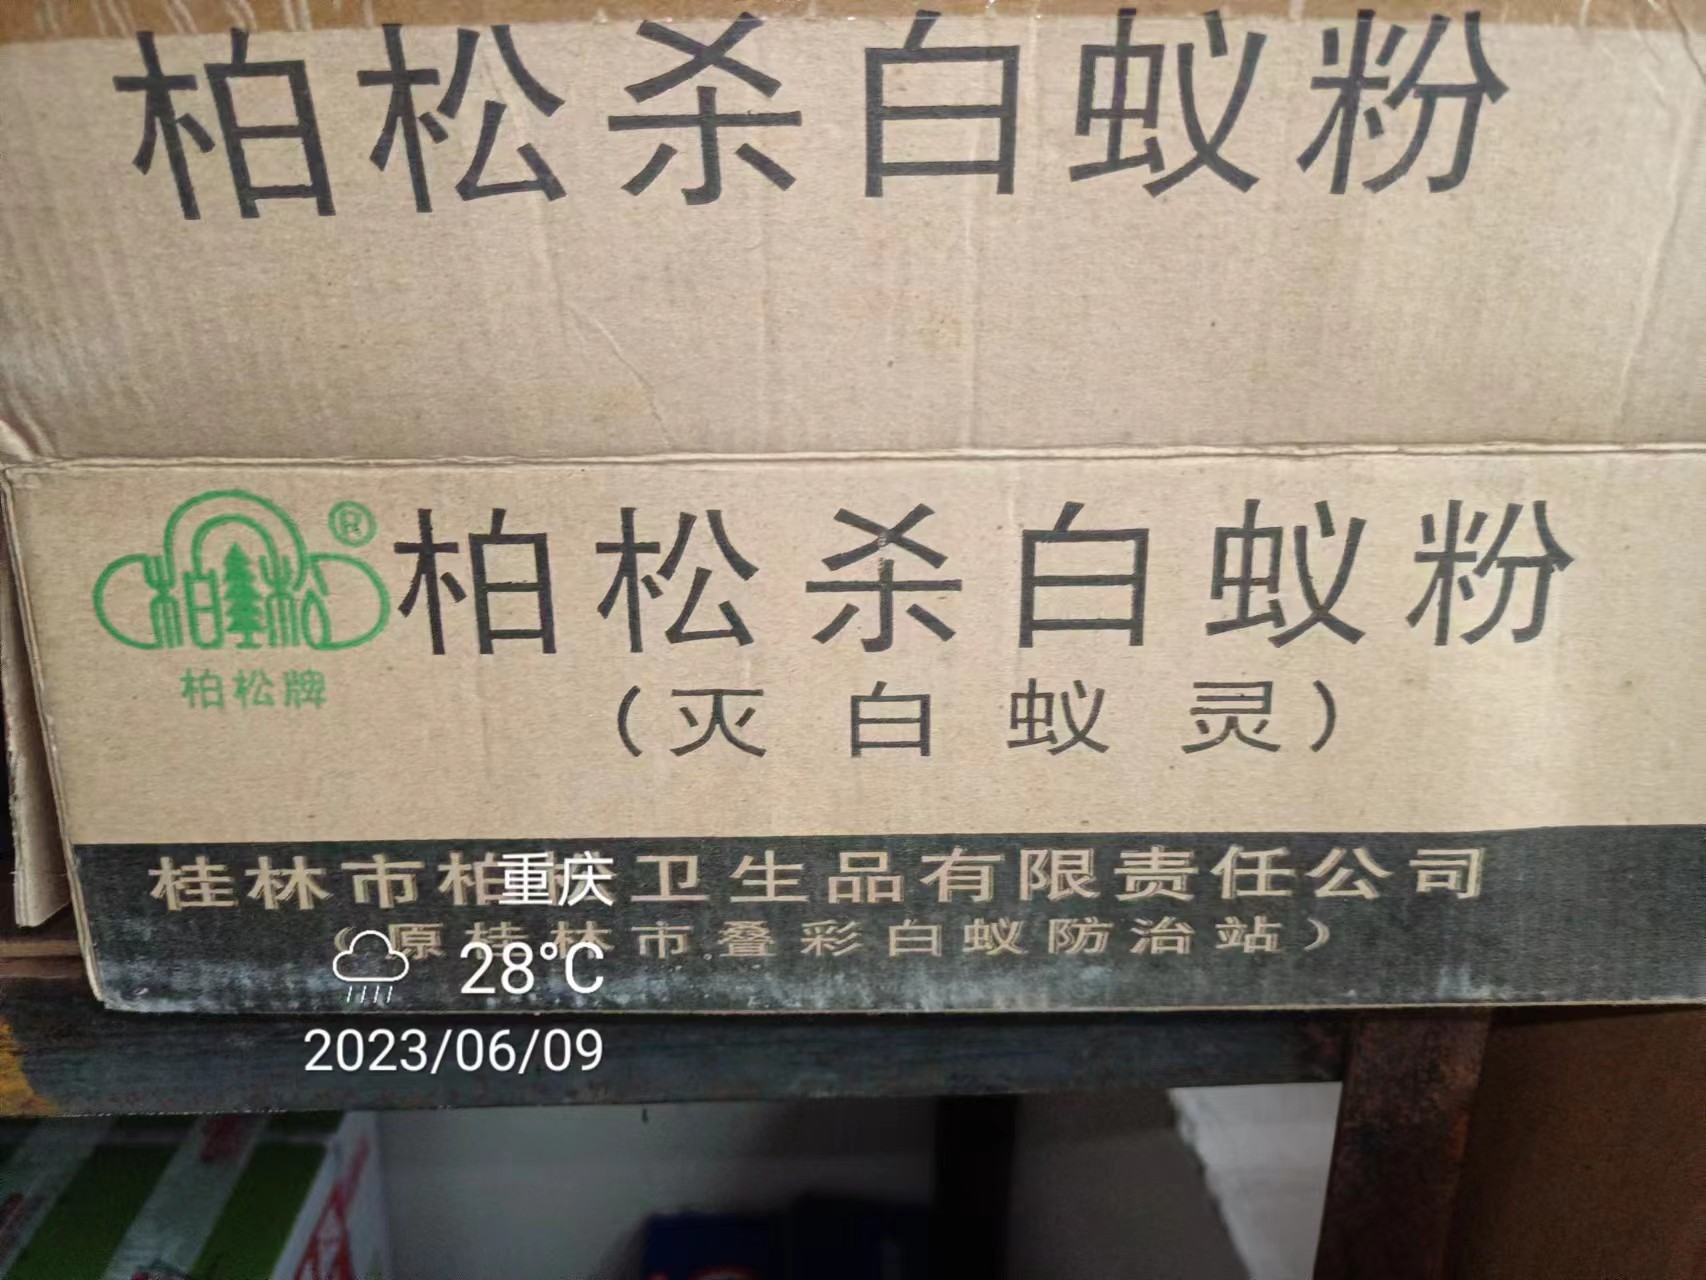 柏松杀白蚁粉
®
柏松
柏松牌
柏松杀白蚁粉
(灭白蚁灵)
桂林市柏 卫生品有限责任公司
(原桂林市叠彩白蚁防治站)
重庆
28°C
2023/06/09